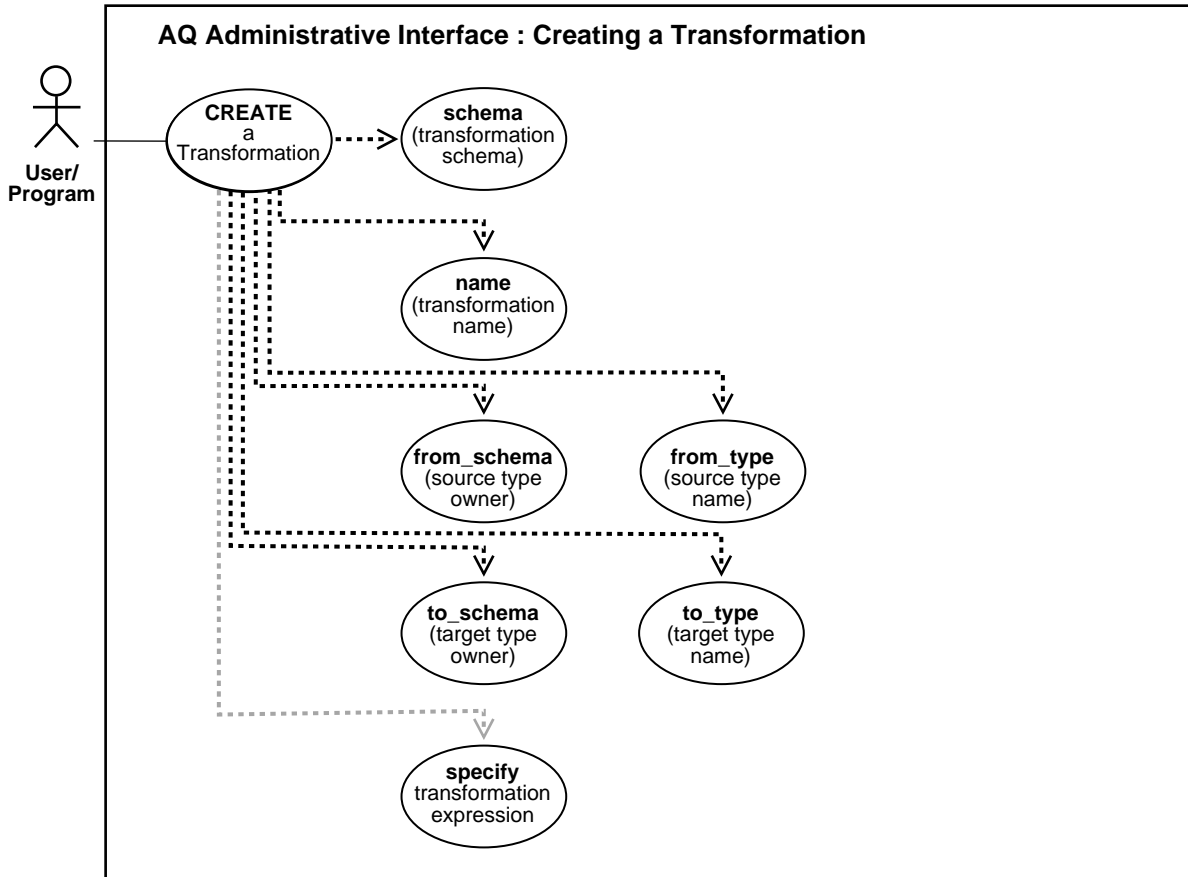 AQ Administrative Interface : Creating a Transformation
User/
Program
CREATE
a
Transformation
schema
(transformation
schema)
name
(transformation
name)
from_schema
(source type
owner)
from_type
(source type
name)
to_schema
(target type
owner)
to_type
(target type
name)
specify
transformation
expression